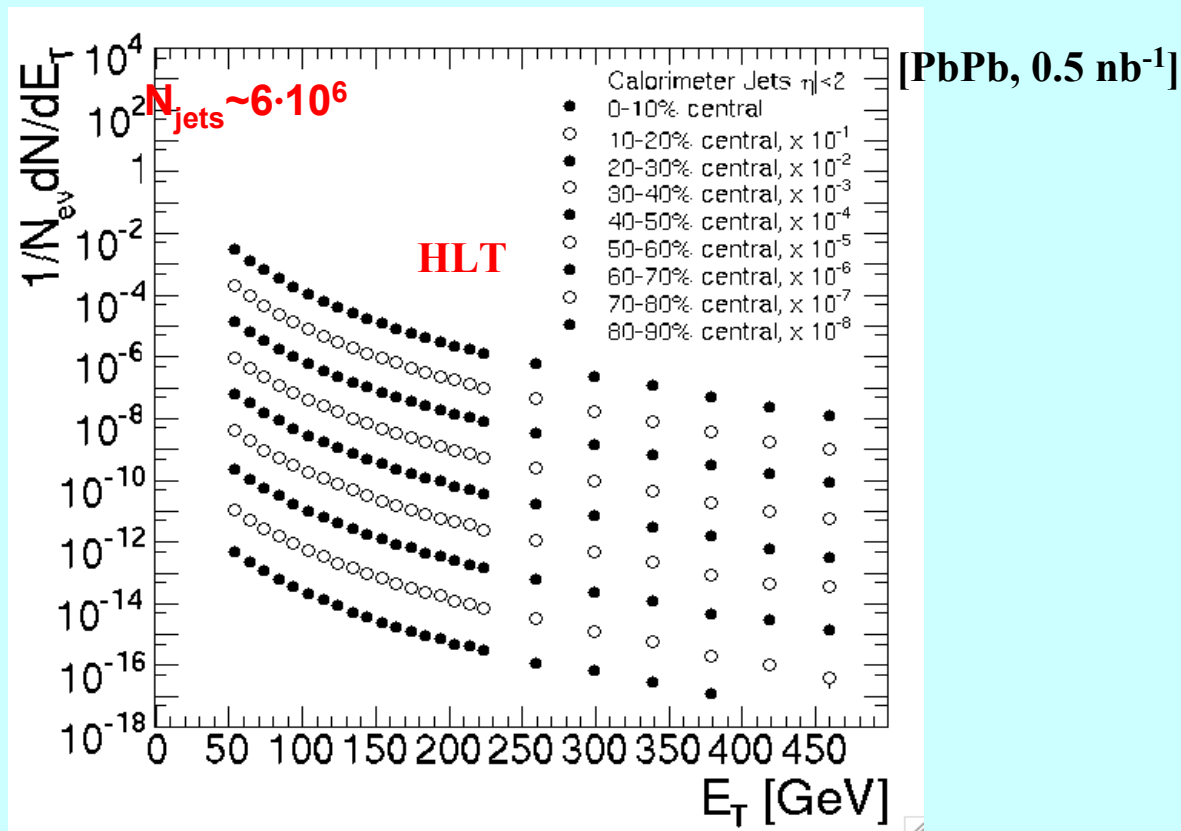 [PbPb, 0.5 nb⁻¹]
N_jets~6·10⁶
HLT
Calorimeter Jets η|<2
0-10% central
10-20% central, x 10⁻¹
20-30% central, x 10⁻²
30-40% central, x 10⁻³
40-50% central, x 10⁻⁴
50-60% central, x 10⁻⁵
60-70% central, x 10⁻⁶
70-80% central, x 10⁻⁷
80-90% central, x 10⁻⁸
1/N_ev dN/dE_T
10⁴
10²
1
10⁻²
10⁻⁴
10⁻⁶
10⁻⁸
10⁻¹⁰
10⁻¹²
10⁻¹⁴
10⁻¹⁶
10⁻¹⁸
0 50 100 150 200 250 300 350 400 450
E_T [GeV]